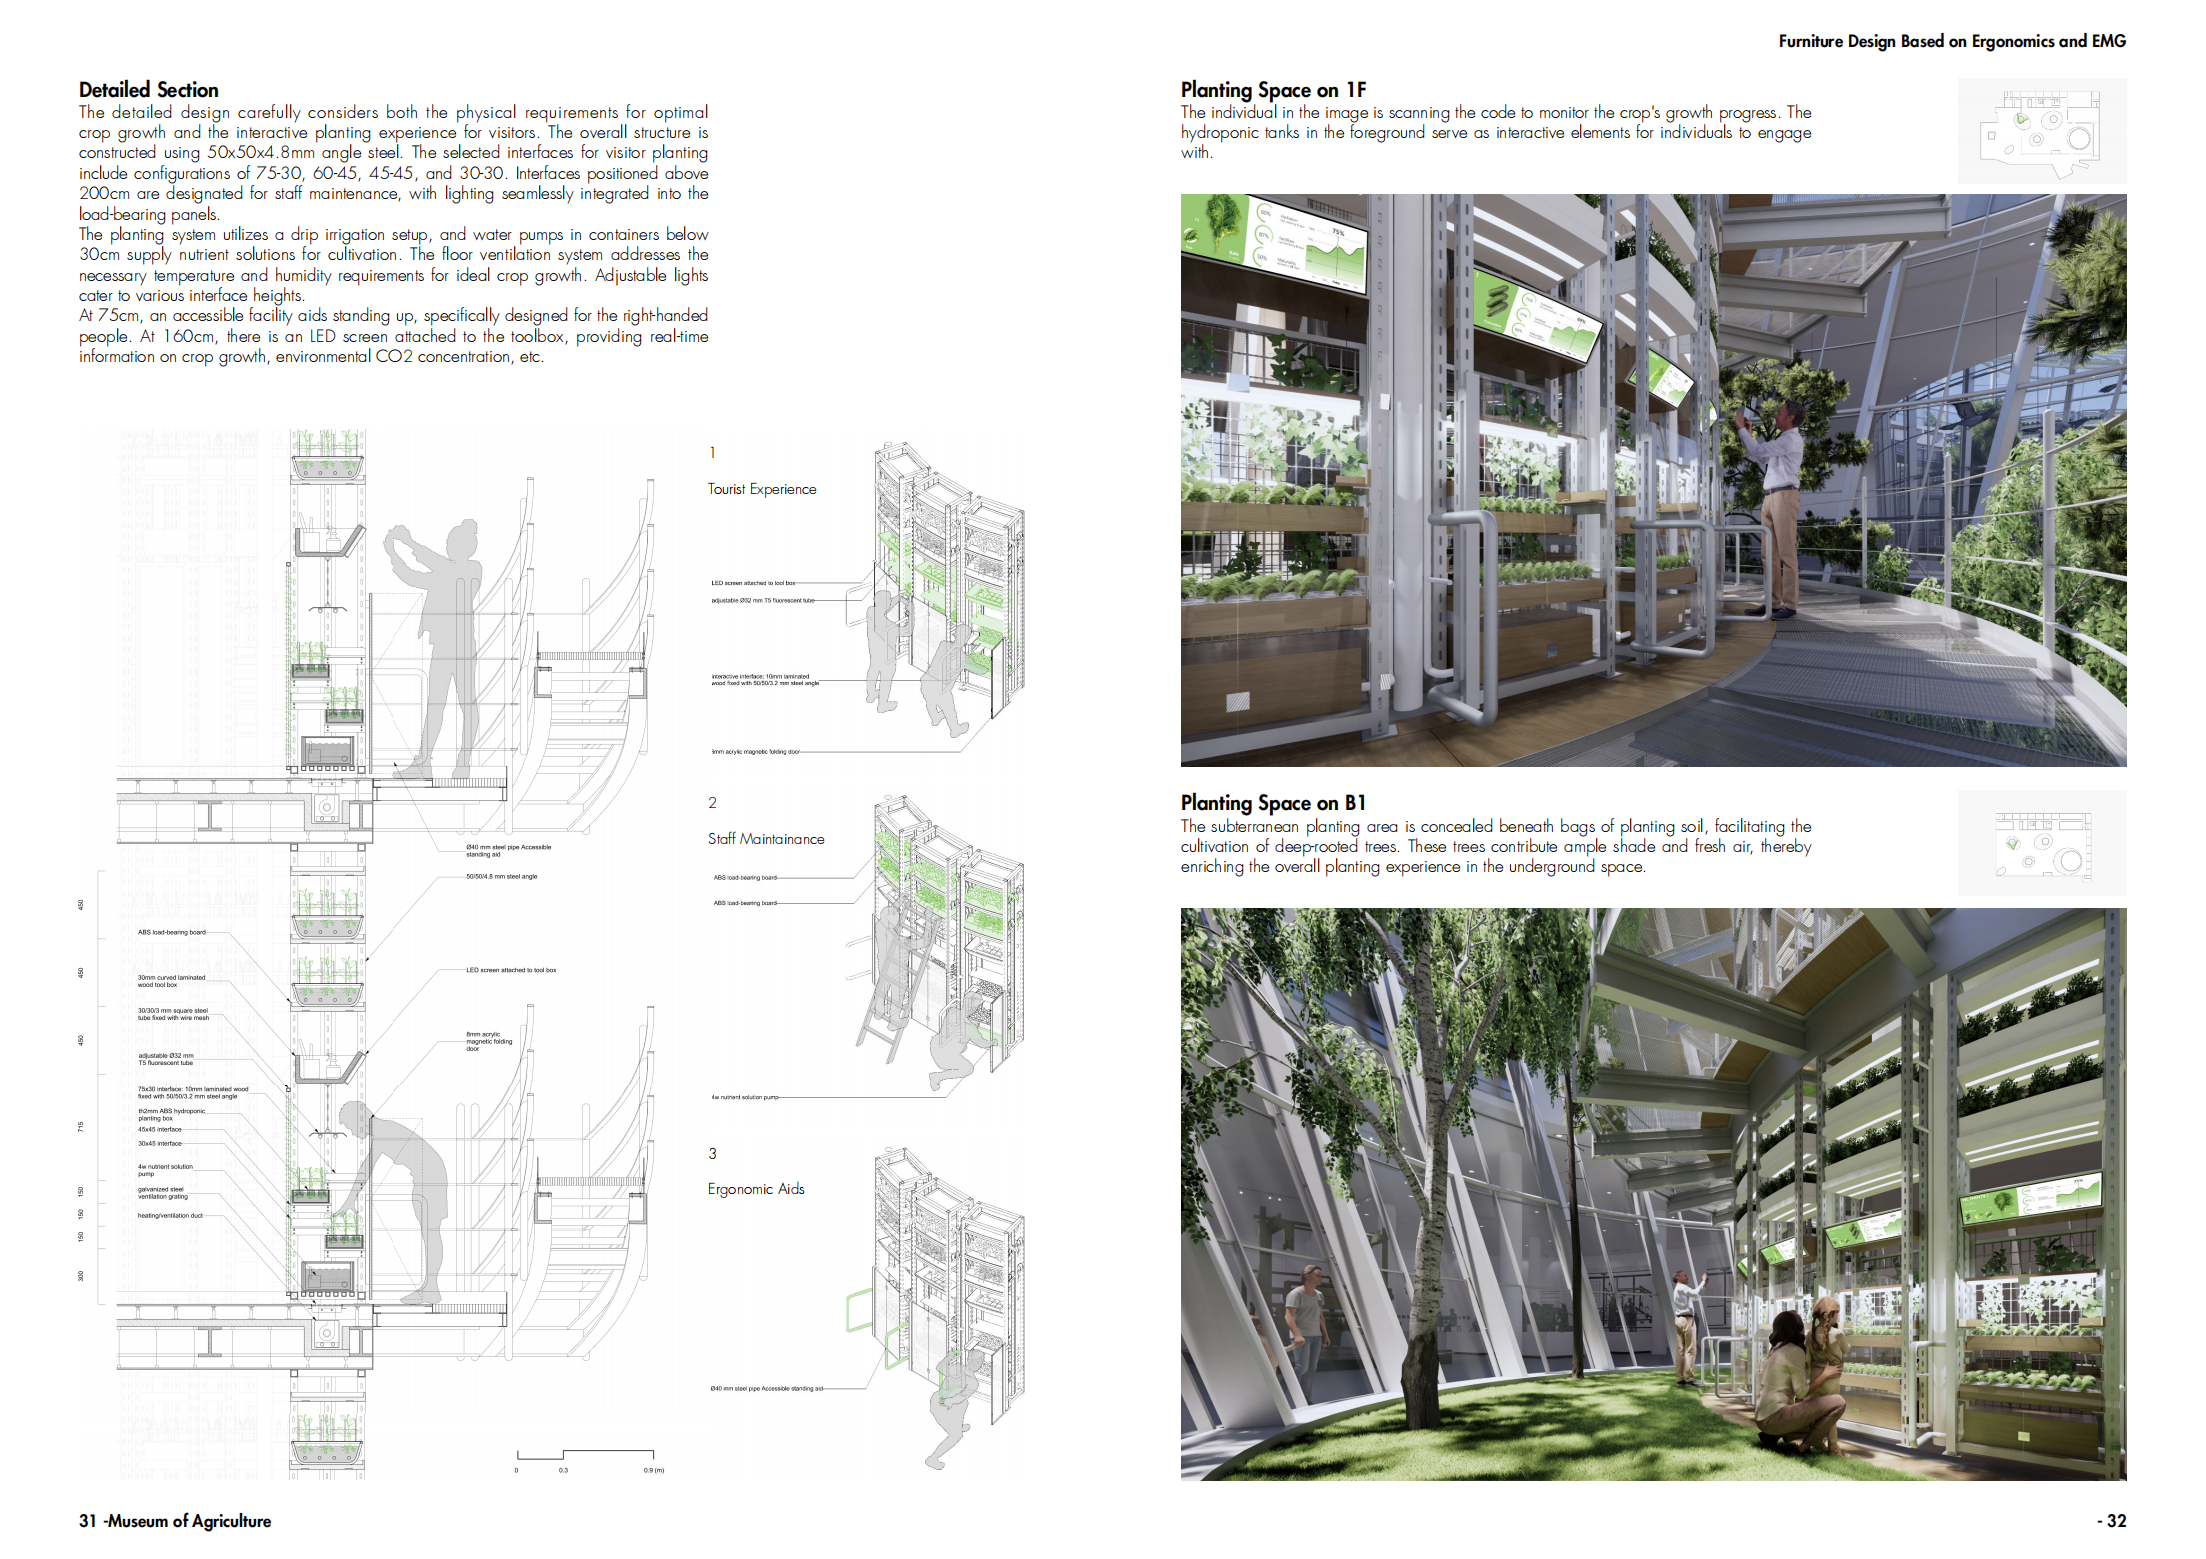 Furniture Design Based on Ergonomics and EMG
Detailed Section
The detailed design carefully considers both the physical requirements for optimal
crop growth and the interactive planting experience for visitors. The overall structure is
constructed using 50x50x4.8mm angle steel. The selected interfaces for visitor planting
include configurations of 75-30, 60-45, 45-45, and 30-30. Interfaces positioned above
200cm are designated for staff maintenance, with lighting seamlessly integrated into the
load-bearing panels.
The planting system utilizes a drip irrigation setup, and water pumps in containers below
30cm supply nutrient solutions for cultivation. The floor ventilation system addresses the
necessary temperature and humidity requirements for ideal crop growth. Adjustable lights
cater to various interface heights.
At 75cm, an accessible facility aids standing up, specifically designed for the right-handed
people. At 160cm, there is an LED screen attached to the toolbox, providing real-time
information on crop growth, environmental CO2 concentration, etc.
Ø40 mm steel pipe Accessible
standing aid
50/50/4.8 mm steel angle
LED screen attached to tool box
8mm acrylic
magnetic folding
door
ABS load-bearing board
30mm curved laminated
wood tool box
30/30/3 mm square steel
tube fixed with wire mesh
adjustable Ø32 mm
T5 fluorescent tube
75x30 interface: 10mm laminated wood
fixed with 50/50/3.2 mm steel angle
th2mm ABS hydroponic
planting box
45x45 interface
30x45 interface
4w nutrient solution
pump
galvanized steel
ventilation grating
heating/ventilation duct
450
450
450
715
150
150
150
300
0
0.3
0.9 (m)
1
Tourist Experience
LED screen attached to tool box
adjustable Ø32 mm T5 fluorescent tube
interactive interface: 10mm laminated
wood fixed with 50/50/3.2 mm steel angle
8mm acrylic magnetic folding door
2
Staff Maintainance
ABS load-bearing board
ABS load-bearing board
4w nutrient solution pump
3
Ergonomic Aids
Ø40 mm steel pipe Accessible standing aid
Planting Space on 1F
The individual in the image is scanning the code to monitor the crop's growth progress. The
hydroponic tanks in the foreground serve as interactive elements for individuals to engage
with.
75%
Planting Space on B1
The subterranean planting area is concealed beneath bags of planting soil, facilitating the
cultivation of deep-rooted trees. These trees contribute ample shade and fresh air, thereby
enriching the overall planting experience in the underground space.
31 -Museum of Agriculture
- 32